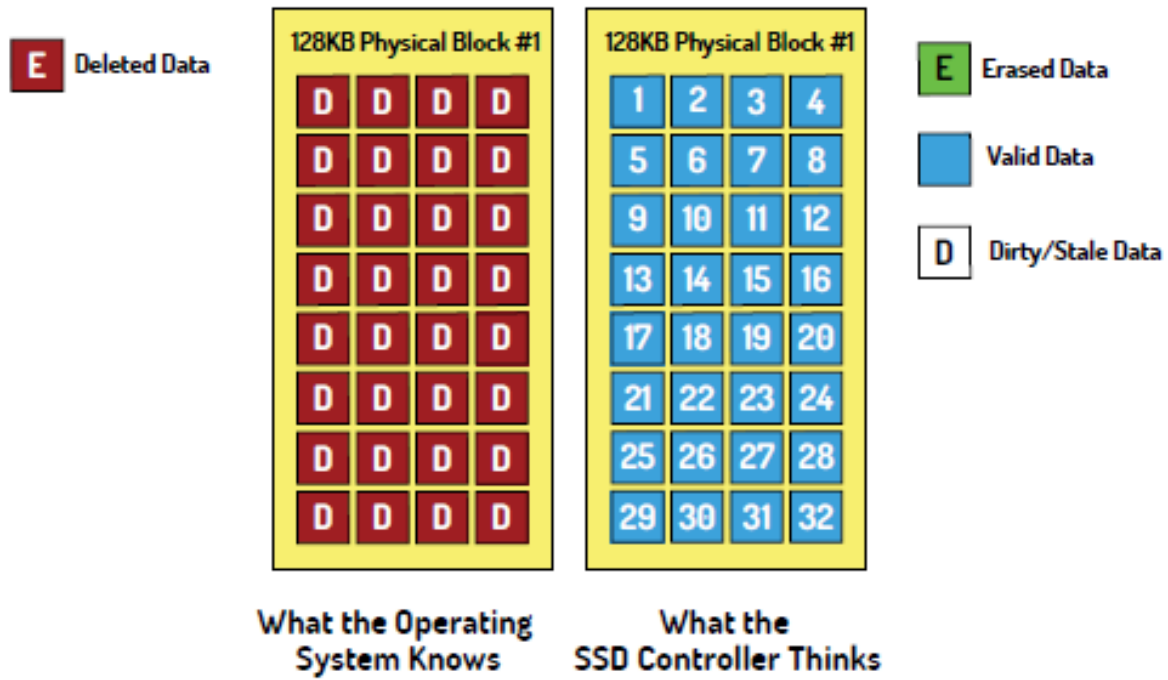 E Deleted Data
128KB Physical Block #1
D D D D
D D D D
D D D D
D D D D
D D D D
D D D D
D D D D
D D D D
What the Operating
System Knows
128KB Physical Block #1
1 2 3 4
5 6 7 8
9 10 11 12
13 14 15 16
17 18 19 20
21 22 23 24
25 26 27 28
29 30 31 32
What the
SSD Controller Thinks
E Erased Data
Valid Data
D Dirty/Stale Data